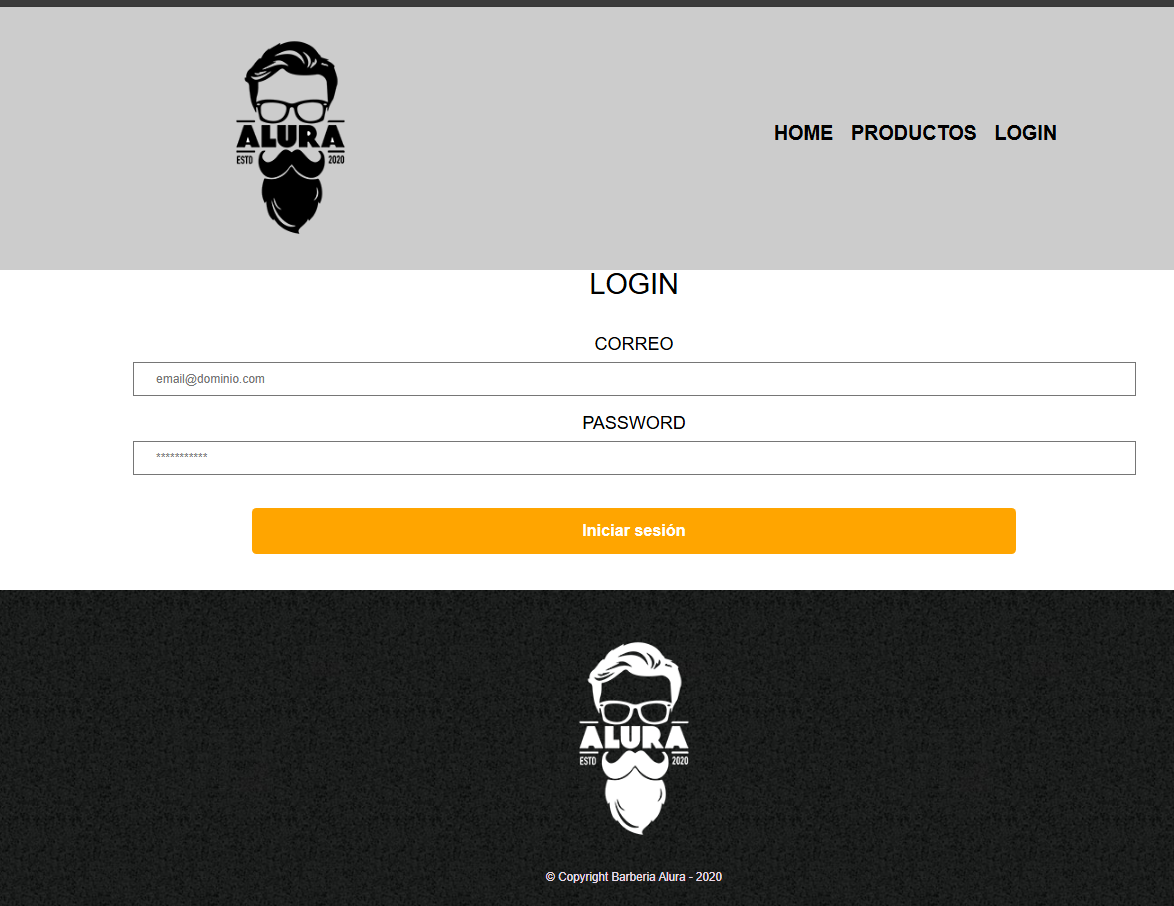 ALURA
ESTD 2020
HOME PRODUCTOS LOGIN
LOGIN
CORREO
email@dominio.com
PASSWORD
***********
Iniciar sesión
ALURA
ESTD 2020
© Copyright Barberia Alura - 2020